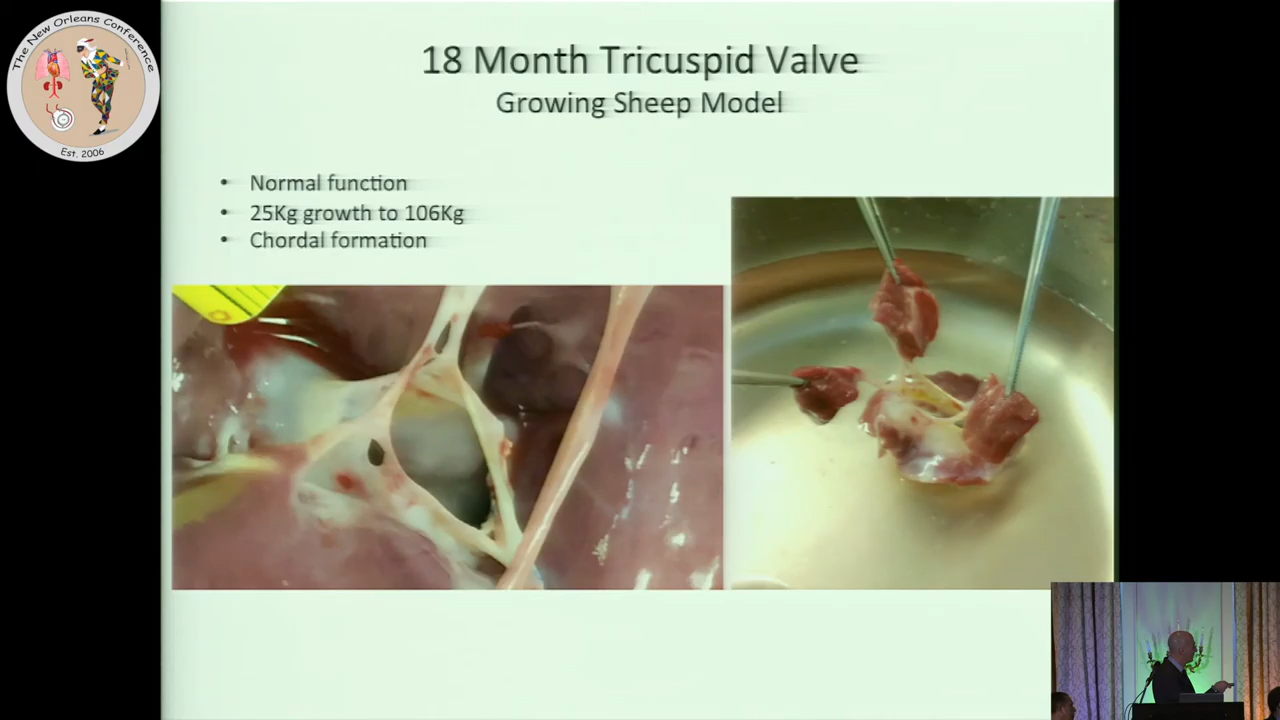 The New Orleans Conference
Est. 2006
18 Month Tricuspid Valve
Growing Sheep Model
• Normal function
• 25Kg growth to 106Kg
• Chordal formation